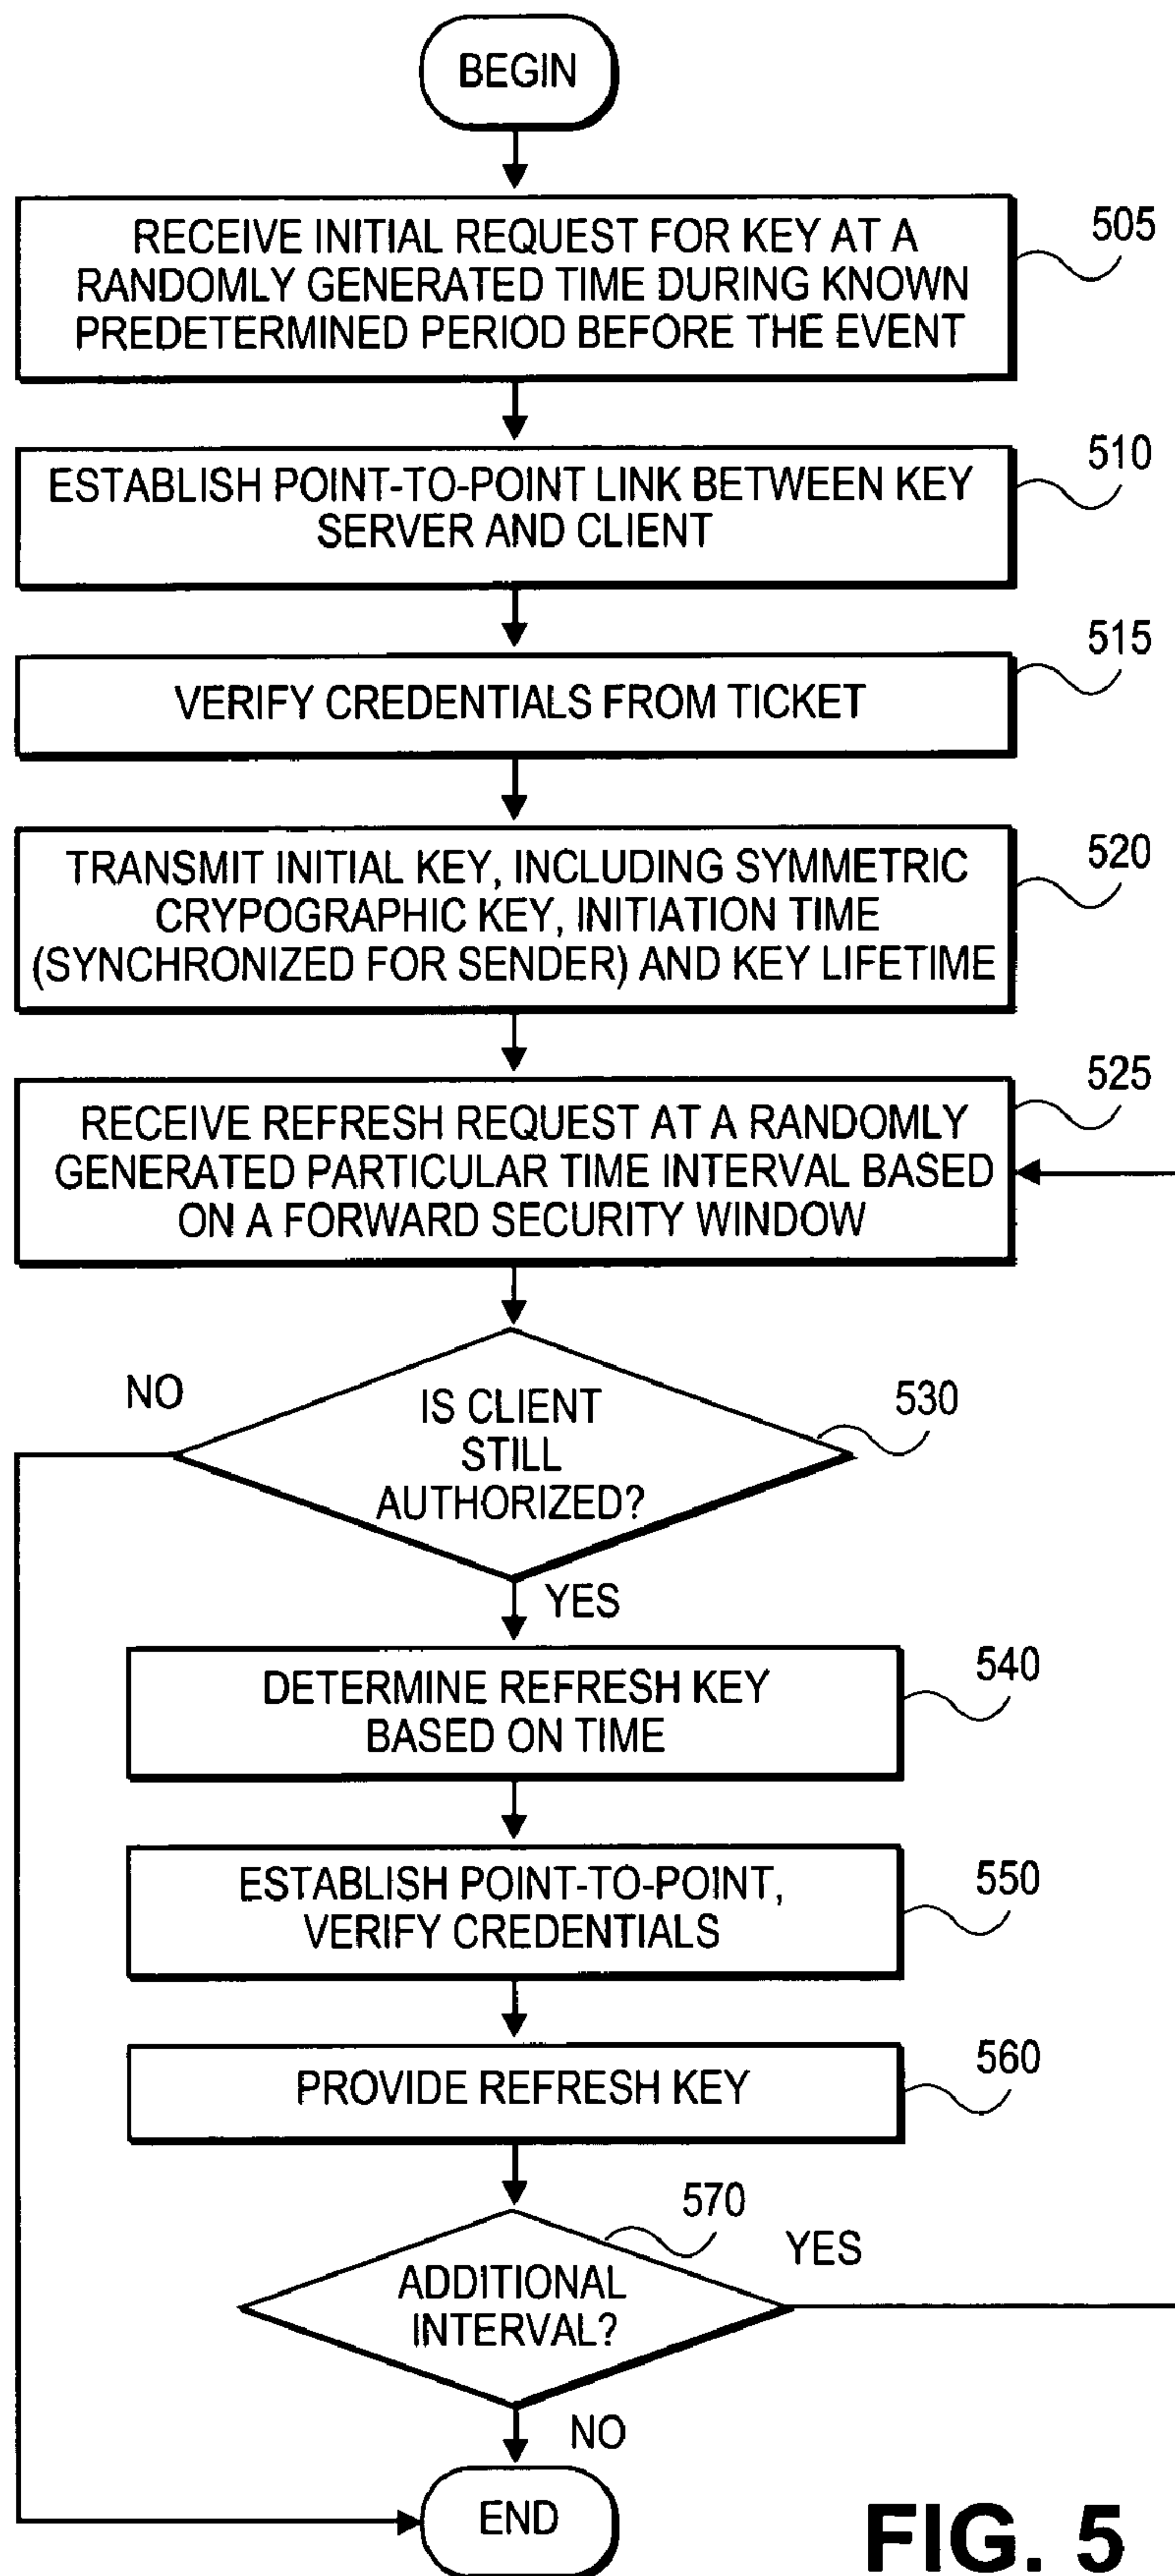 BEGIN
RECEIVE INITIAL REQUEST FOR KEY AT A
RANDOMLY GENERATED TIME DURING KNOWN
PREDETERMINED PERIOD BEFORE THE EVENT
505
ESTABLISH POINT-TO-POINT LINK BETWEEN KEY
SERVER AND CLIENT
510
VERIFY CREDENTIALS FROM TICKET
515
TRANSMIT INITIAL KEY, INCLUDING SYMMETRIC
CRYPOGRAPHIC KEY, INITIATION TIME
(SYNCHRONIZED FOR SENDER) AND KEY LIFETIME
520
RECEIVE REFRESH REQUEST AT A RANDOMLY
GENERATED PARTICULAR TIME INTERVAL BASED
ON A FORWARD SECURITY WINDOW
525
NO
IS CLIENT
STILL
AUTHORIZED?
530
YES
DETERMINE REFRESH KEY
BASED ON TIME
540
ESTABLISH POINT-TO-POINT,
VERIFY CREDENTIALS
550
PROVIDE REFRESH KEY
560
ADDITIONAL
INTERVAL?
570
YES
NO
END
FIG. 5